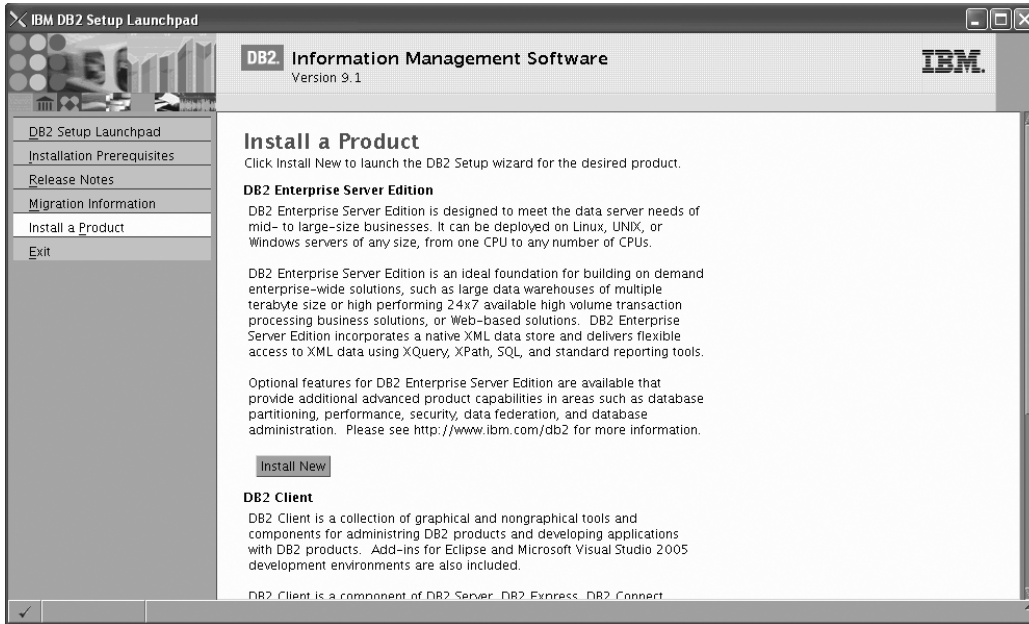 IBM DB2 Setup Launchpad
DB2. Information Management Software
Version 9.1
IBM.
DB2 Setup Launchpad
Installation Prerequisites
Release Notes
Migration Information
Install a Product
Exit
Install a Product
Click Install New to launch the DB2 Setup wizard for the desired product.
DB2 Enterprise Server Edition
DB2 Enterprise Server Edition is designed to meet the data server needs of
mid- to large-size businesses. It can be deployed on Linux, UNIX, or
Windows servers of any size, from one CPU to any number of CPUs.
DB2 Enterprise Server Edition is an ideal foundation for building on demand
enterprise-wide solutions, such as large data warehouses of multiple
terabyte size or high performing 24x7 available high volume transaction
processing business solutions, or Web-based solutions. DB2 Enterprise
Server Edition incorporates a native XML data store and delivers flexible
access to XML data using XQuery, XPath, SQL, and standard reporting tools.
Optional features for DB2 Enterprise Server Edition are available that
provide additional advanced product capabilities in areas such as database
partitioning, performance, security, data federation, and database
administration. Please see http://www.ibm.com/db2 for more information.
Install New
DB2 Client
DB2 Client is a collection of graphical and nongraphical tools and
components for administring DB2 products and developing applications
with DB2 products. Add-ins for Eclipse and Microsoft Visual Studio 2005
development environments are also included.
DB2 Client is a component of DB2 Server, DB2 Express, DB2 Connect